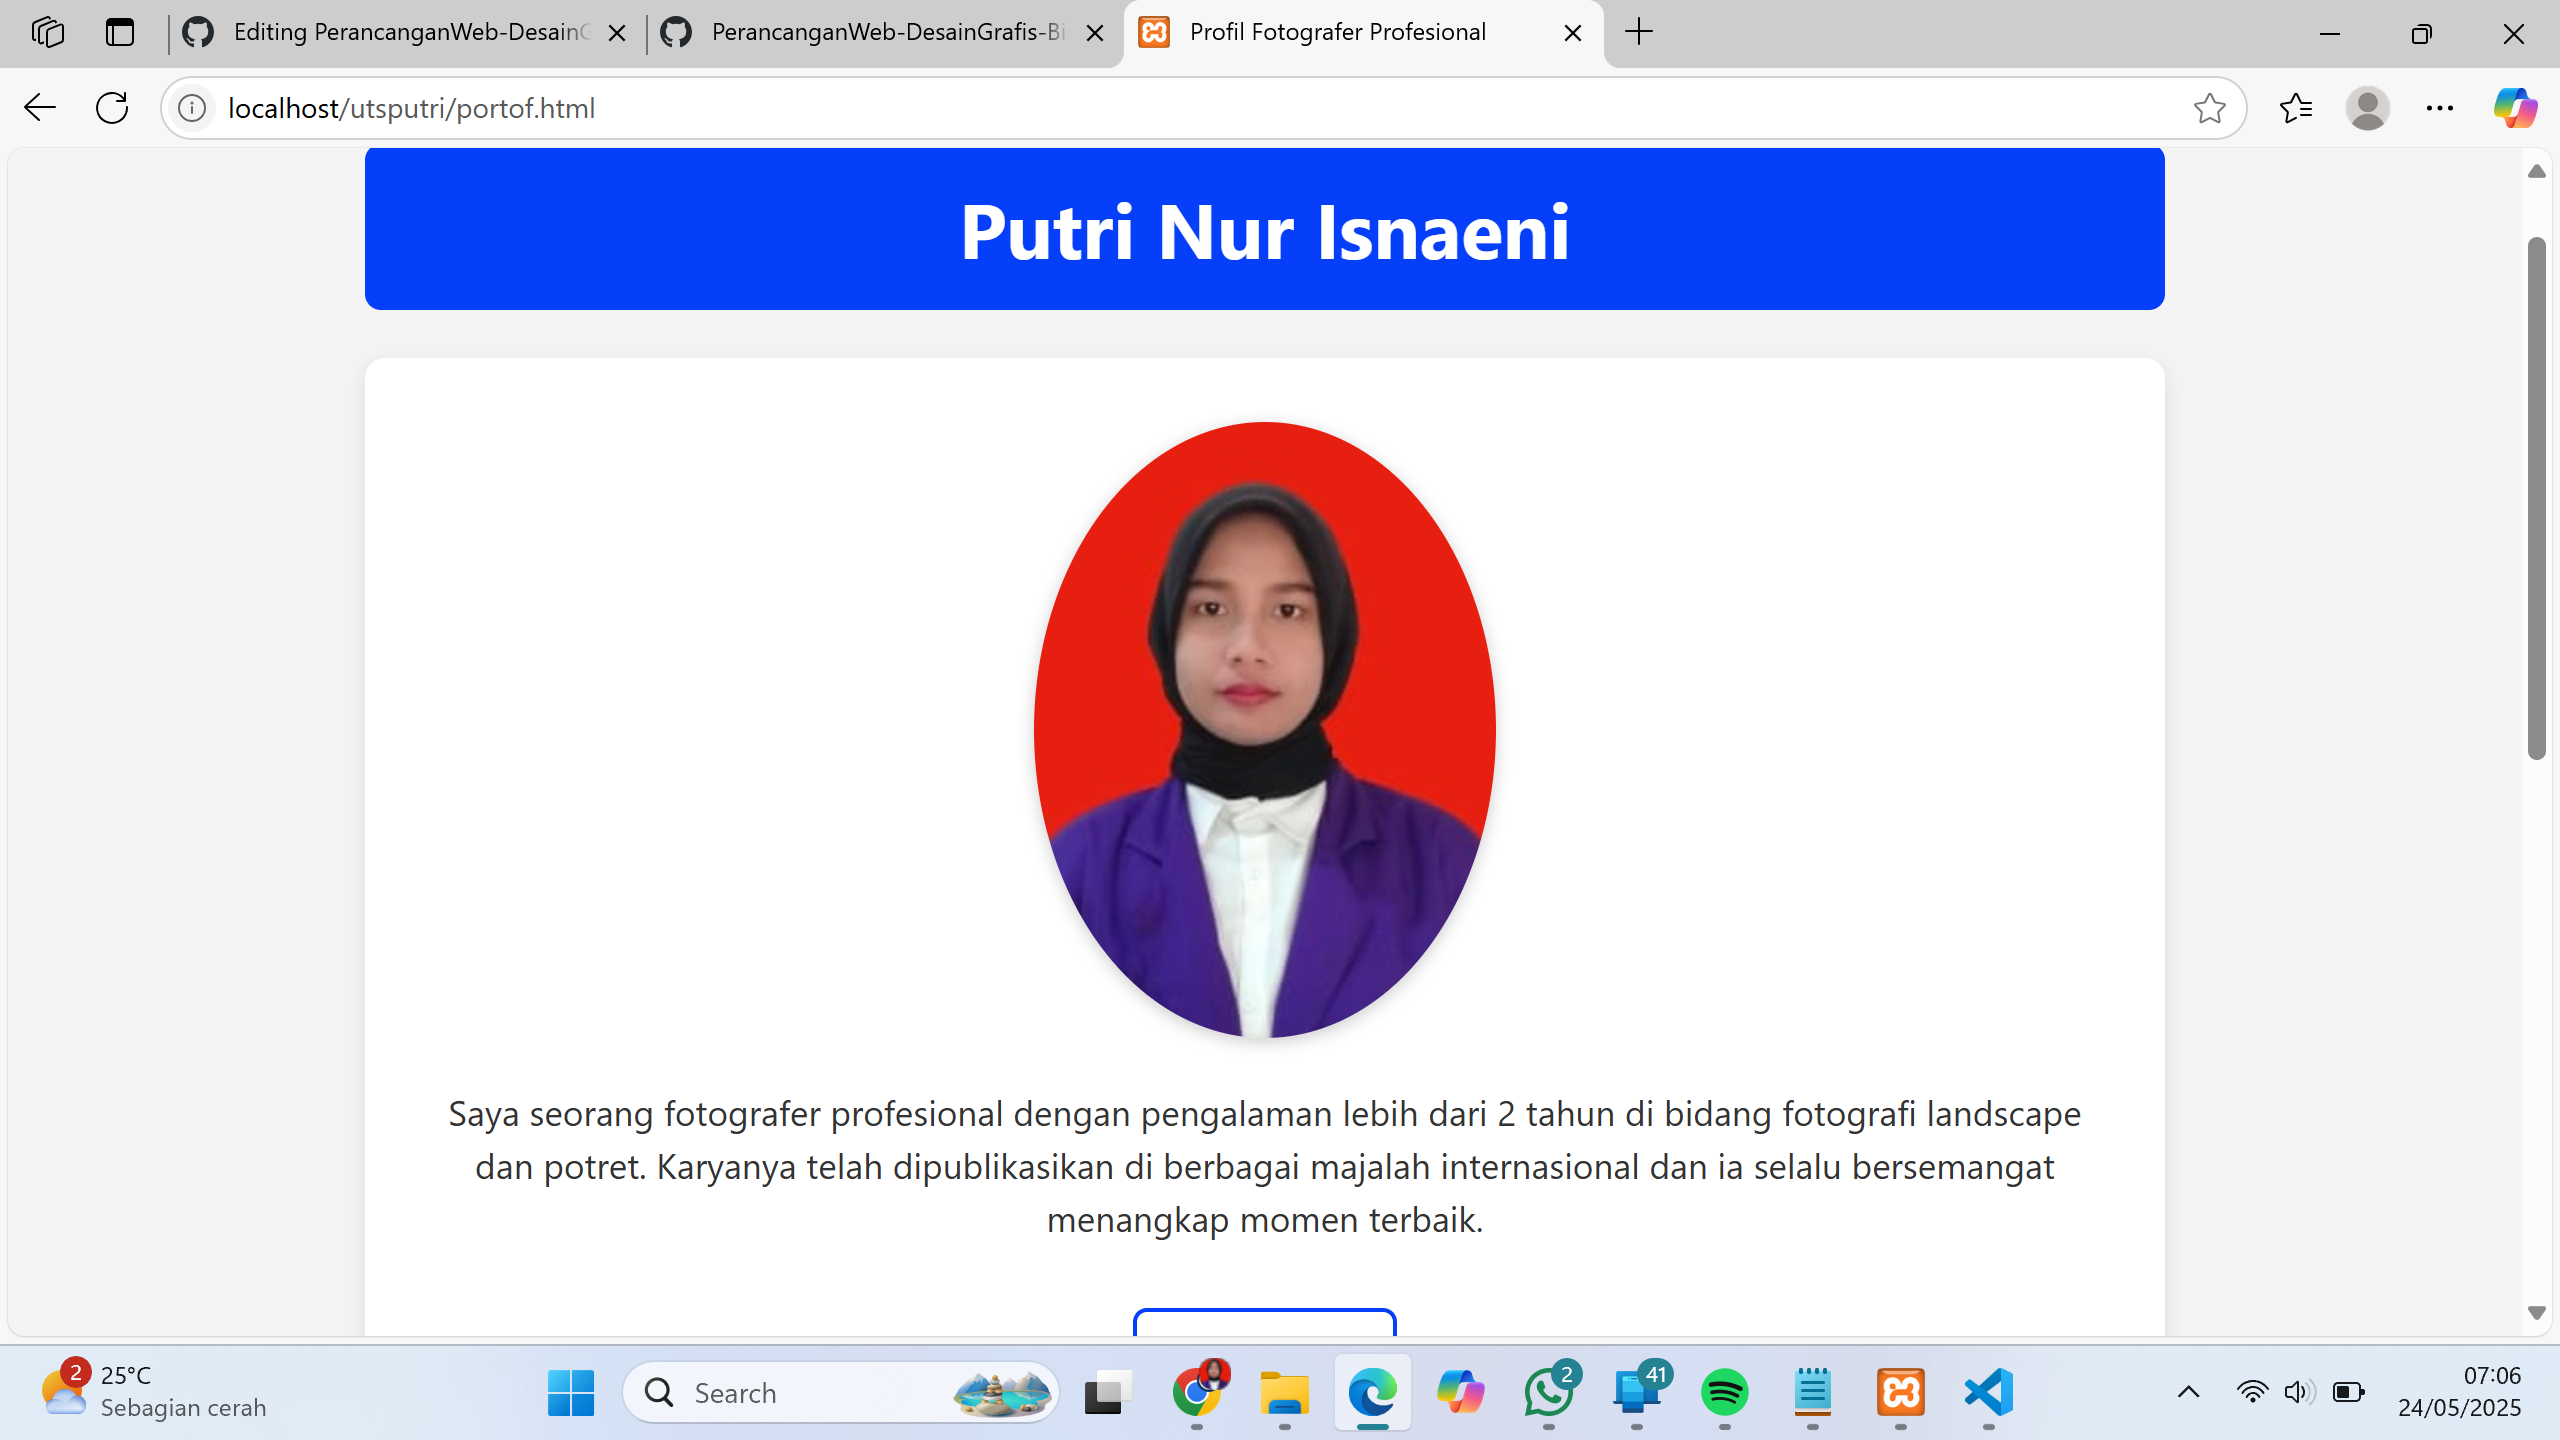 Editing PerancanganWeb-DesainG
PerancanganWeb-DesainGrafis-Bi
Profil Fotografer Profesional
localhost/utsputri/portof.html
Putri Nur Isnaeni
Saya seorang fotografer profesional dengan pengalaman lebih dari 2 tahun di bidang fotografi landscape
dan potret. Karyanya telah dipublikasikan di berbagai majalah internasional dan ia selalu bersemangat
menangkap momen terbaik.
2
25°C
Sebagian cerah
Search
2
41
07:06
24/05/2025